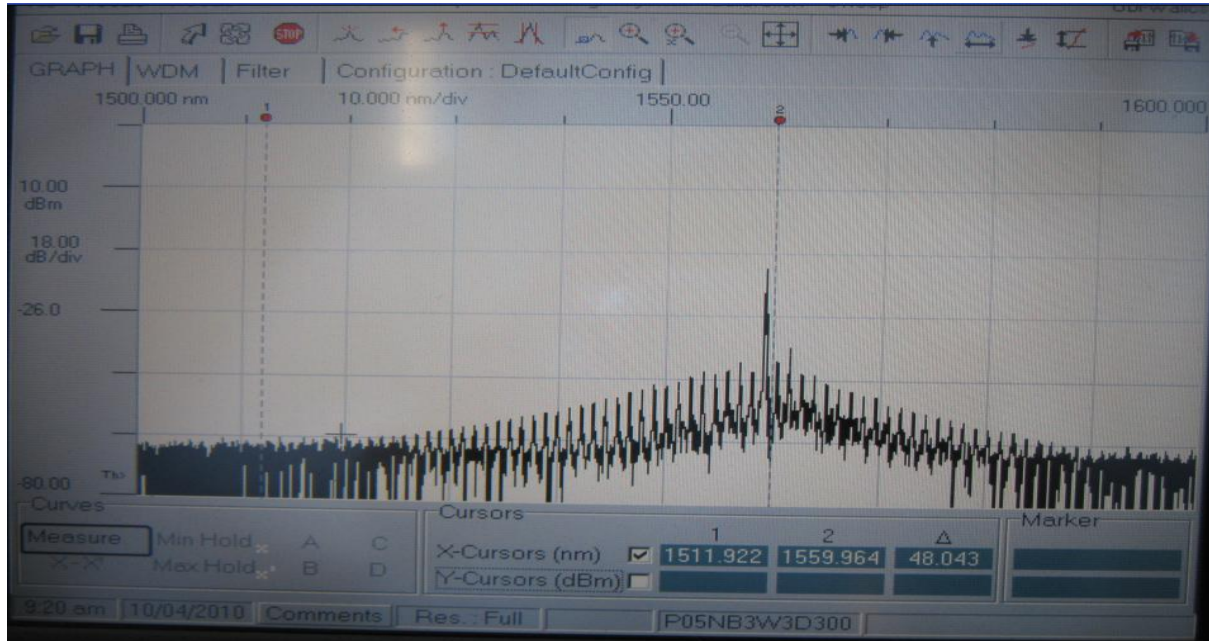 STOP
GRAPH WDM Filter Configuration : DefaultConfig
1500.000 nm 1 10.000 nm/div 1550.00 2 1600.000
10.00
dBm
18.00
dB/div
-26.0
-80.00
Curves
Measure Min Hold A C
X-X' Max Hold B D
Cursors
1 2 Δ
X-Cursors (nm) 1511.922 1559.964 48.043
Y-Cursors (dBm)
Marker
9:20 am 10/04/2010 Comments Res. : Full P05NB3W3D300